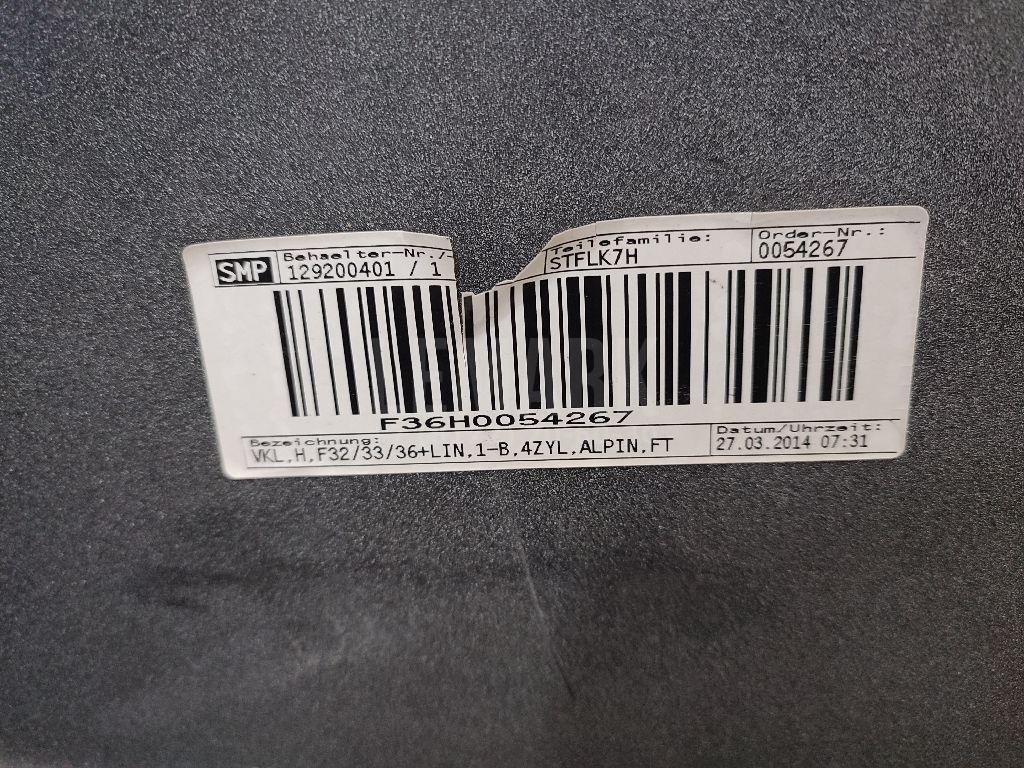 SMP
Behaelter-Nr./
129200401 / 1
Teilefamilie:
STFLK7H
Order-Nr.:
0054267
F36H0054267
Bezeichnung:
VKL,H,F32/33/36+LIN,1-B,4ZYL,ALPIN,FT
Datum/Uhrzeit:
27.03.2014 07:31